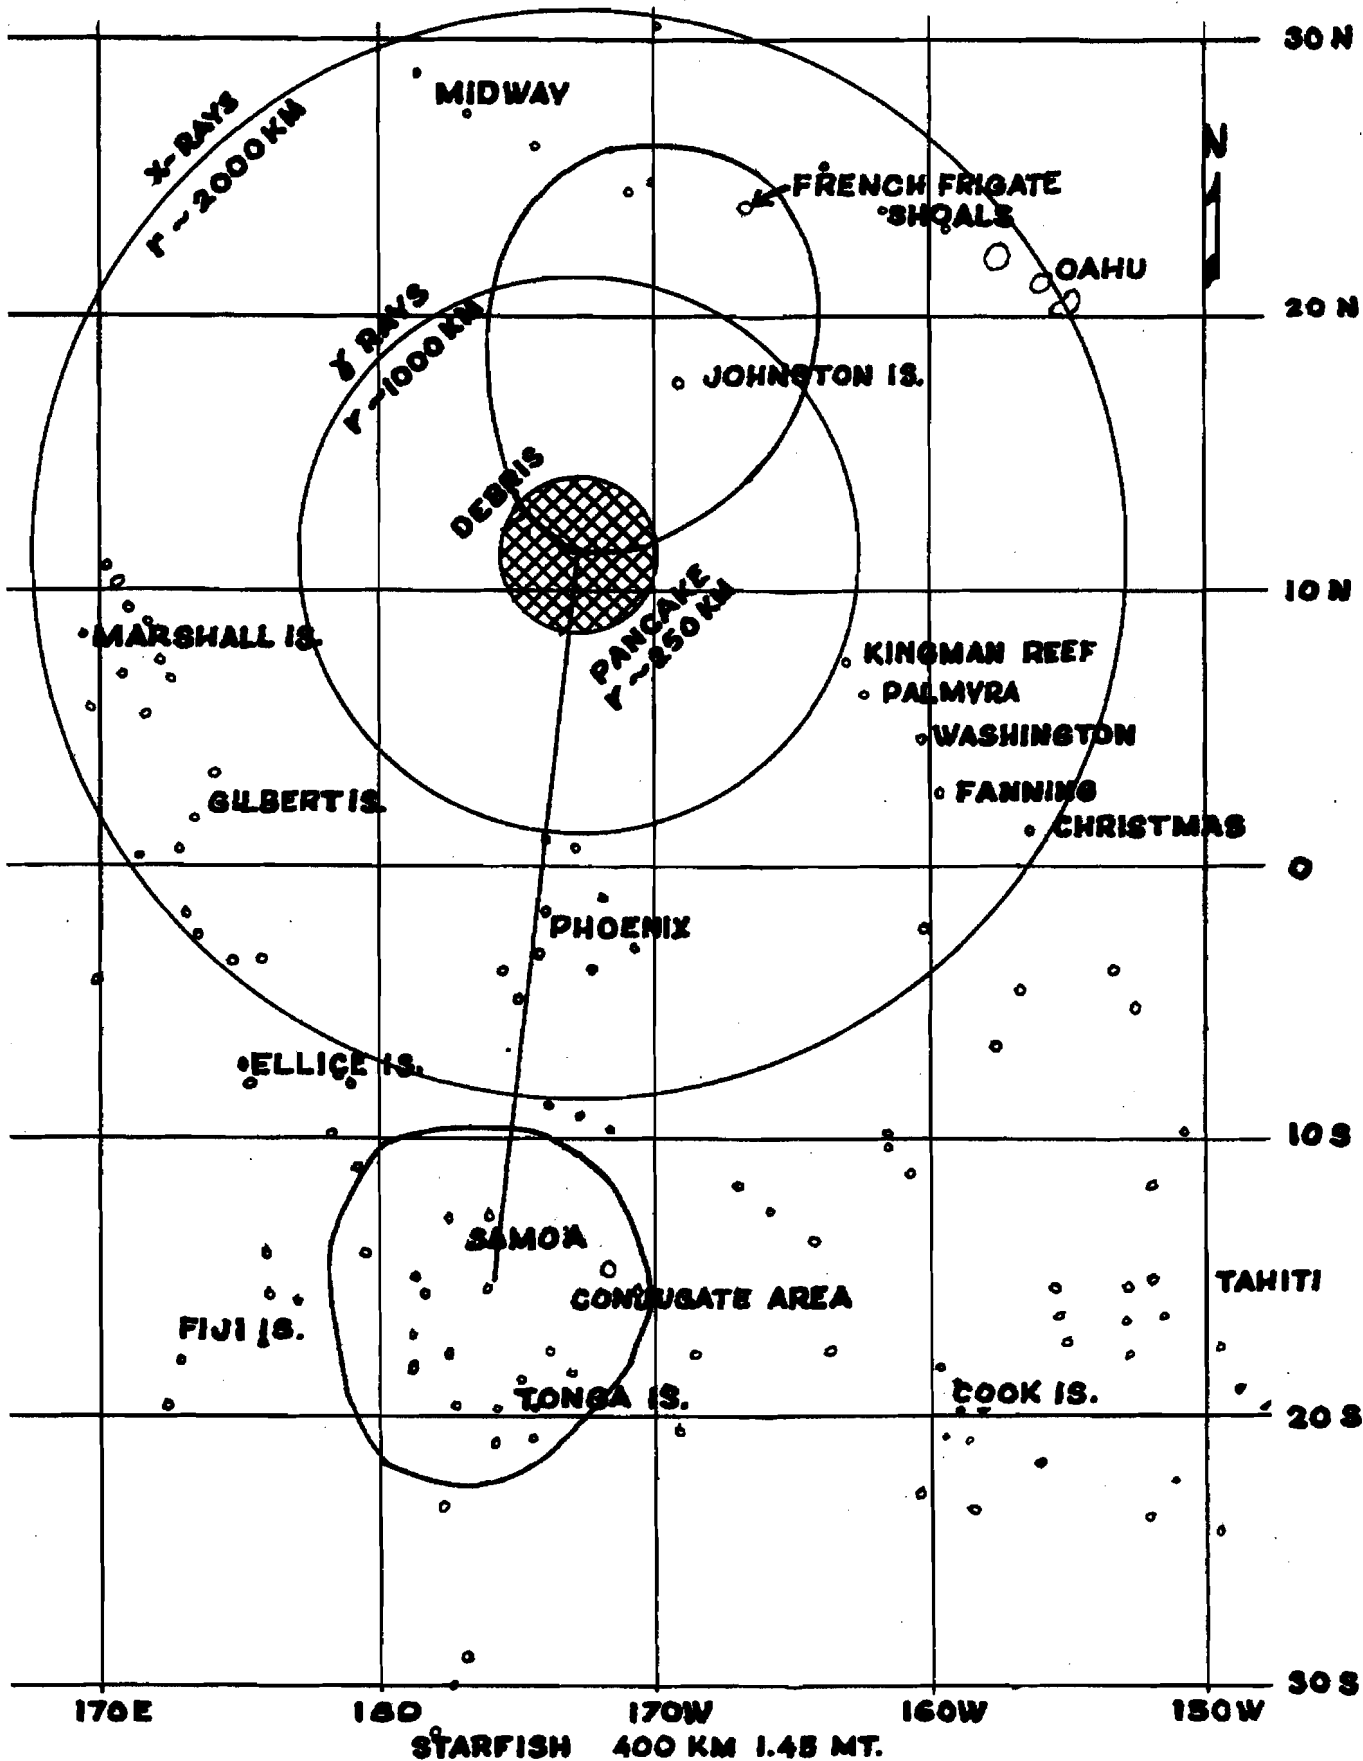 30 N
MIDWAY
X-RAYS
r ~ 2000 KM
N
FRENCH FRIGATE
SHOALS
OAHU
20 N
γ RAYS
r ~1000 KM
JOHNSTON IS.
DEBRIS
10 N
PANCAKE
r ~ 250 KM
MARSHALL IS.
KINGMAN REEF
PALMYRA
WASHINGTON
GILBERT IS.
FANNING
CHRISTMAS
0
PHOENIX
ELLICE IS.
10 S
SAMOA
CONJUGATE AREA
TAHITI
FIJI IS.
TONGA IS.
COOK IS.
20 S
30 S
170E 180 170W 160W 150W
STARFISH 400 KM 1.45 MT.